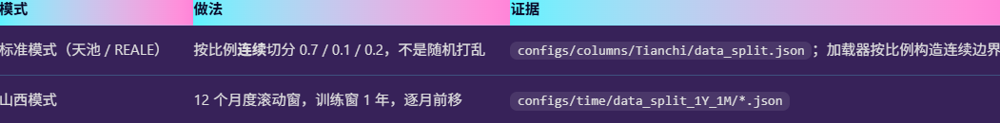 模式 做法 证据
标准模式（天池 / REALE） 按比例连续切分 0.7 / 0.1 / 0.2，不是随机打乱 configs/columns/Tianchi/data_split.json；加载器按比例构造连续边界
山西模式 12 个月度滚动窗，训练窗 1 年，逐月前移 configs/time/data_split_1Y_1M/*.json